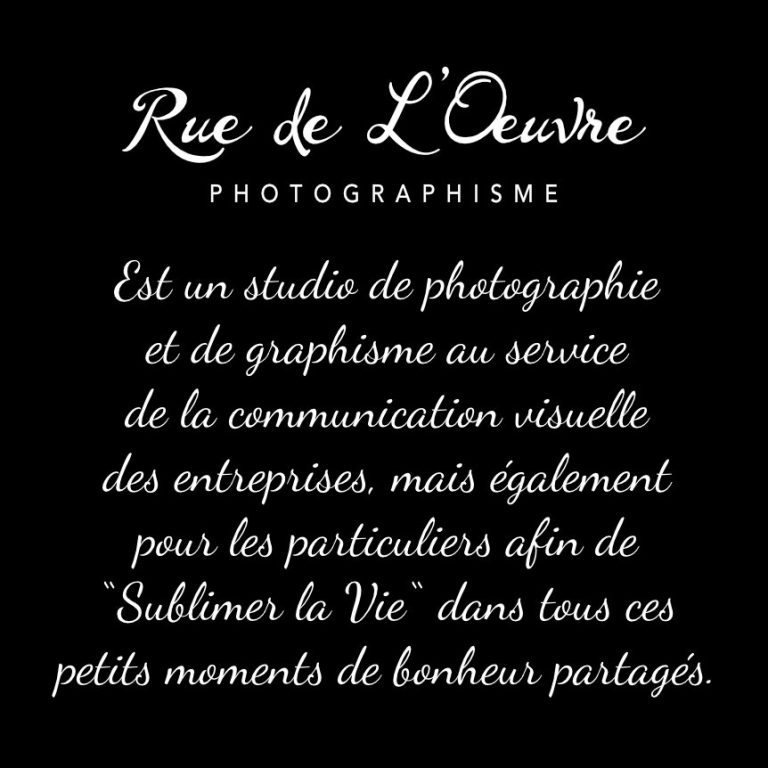 Rue de L'Oeuvre
PHOTOGRAPHISME
Est un studio de photographie
et de graphisme au service
de la communication visuelle
des entreprises, mais également
pour les particuliers afin de
“Sublimer la Vie“ dans tous ces
petits moments de bonheur partagés.